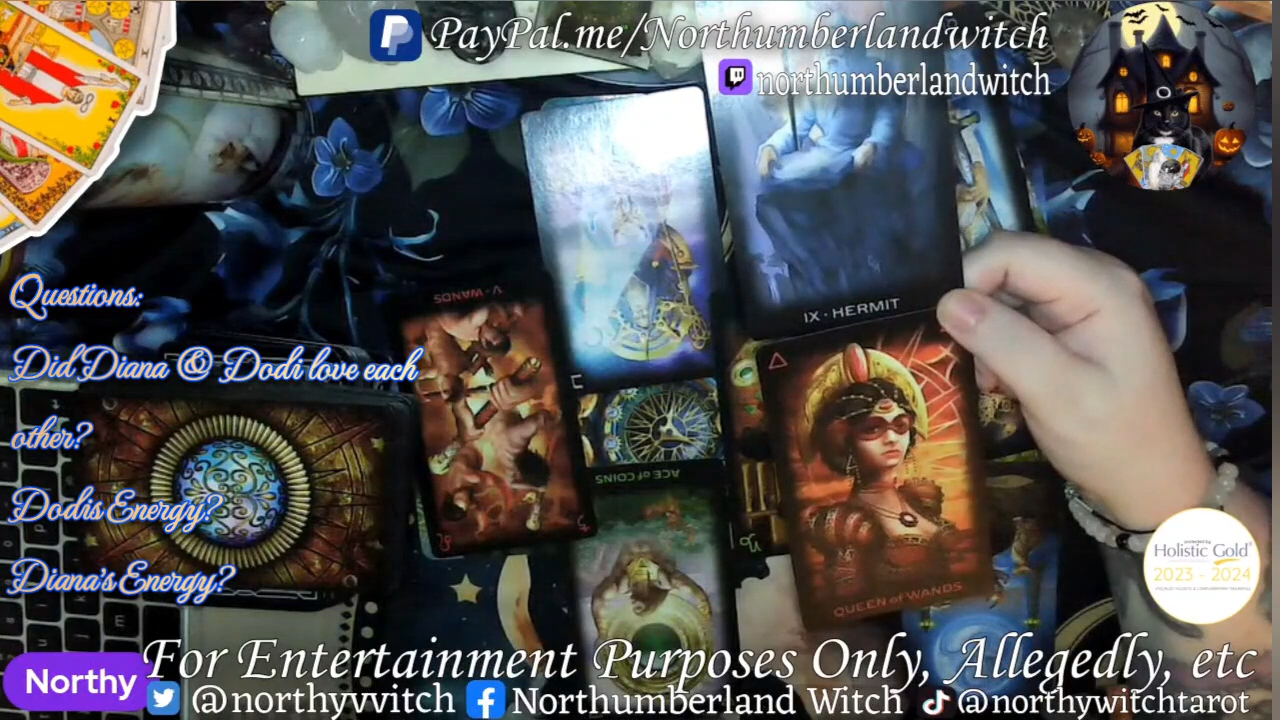 PayPal.me/Northumberlandwitch
northumberlandwitch
V · WANDS
IX · HERMIT
ACE of COINS
QUEEN of WANDS
Questions:
Did Diana & Dodi love each
other?
Dodis Energy?
Diana's Energy?
Holistic Gold
2023 - 2024
For Entertainment Purposes Only, Allegedly, etc
Northy
@northyvvitch
Northumberland Witch
@northywitchtarot